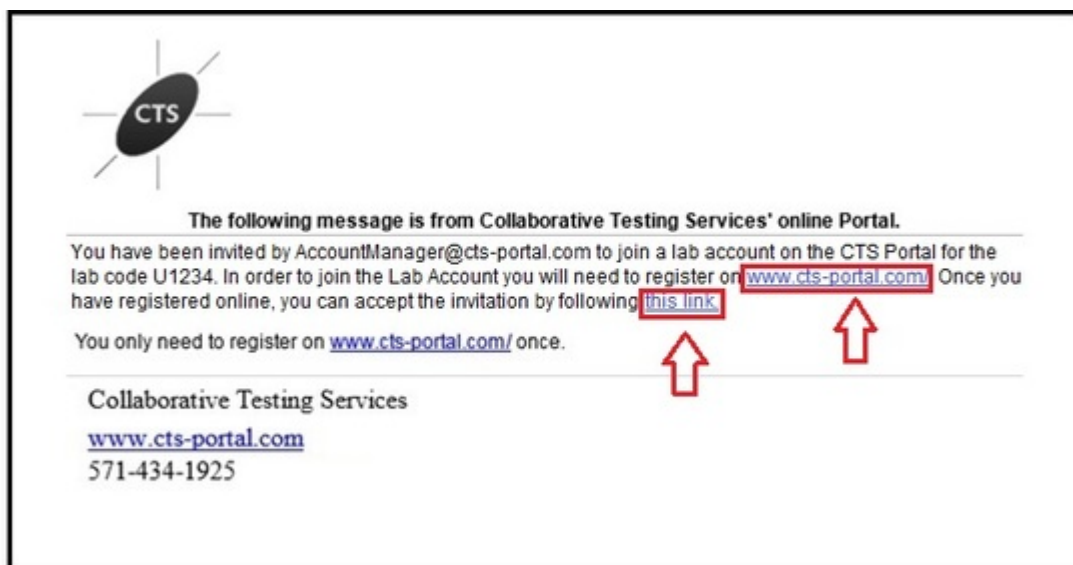 CTS
The following message is from Collaborative Testing Services' online Portal.
You have been invited by AccountManager@cts-portal.com to join a lab account on the CTS Portal for the
lab code U1234. In order to join the Lab Account you will need to register on www.cts-portal.com/ Once you
have registered online, you can accept the invitation by following this link.
You only need to register on www.cts-portal.com/ once.
Collaborative Testing Services
www.cts-portal.com
571-434-1925